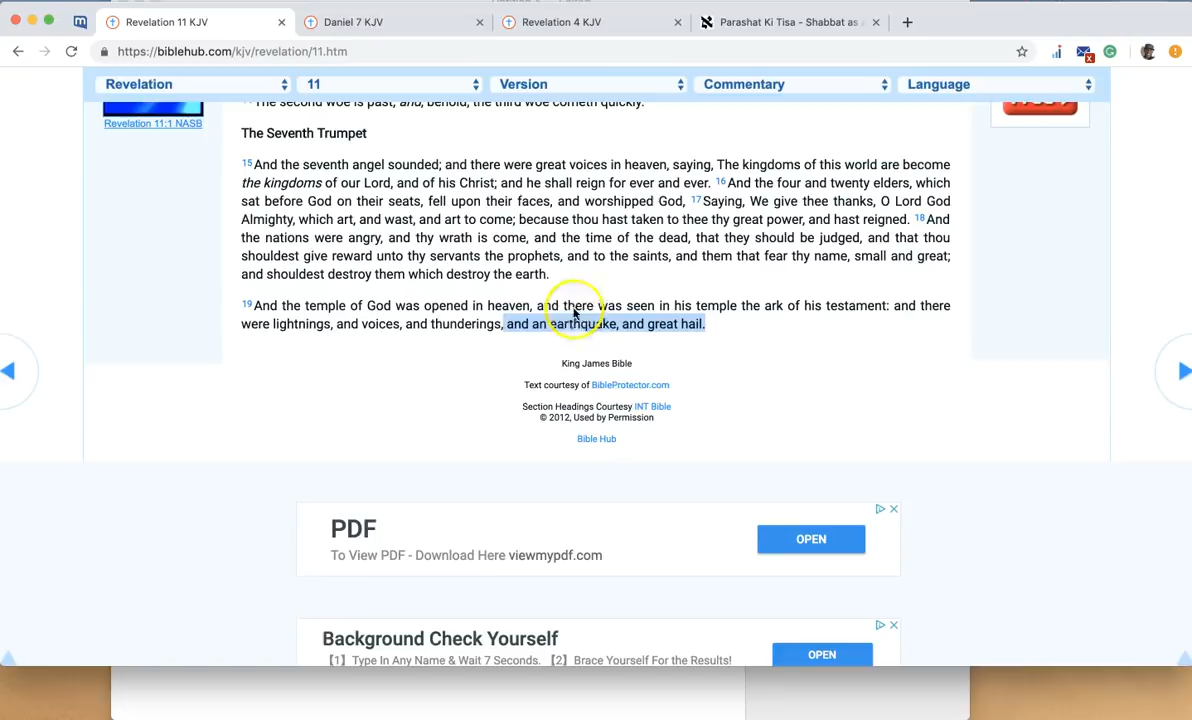 Revelation 11 KJV
Daniel 7 KJV
Revelation 4 KJV
Parashat Ki Tisa - Shabbat as
https://biblehub.com/kjv/revelation/11.htm
Revelation
11
Version
Commentary
Language
The second woe is past, and, behold, the third woe cometh quickly.
Revelation 11:1 NASB
The Seventh Trumpet
15 And the seventh angel sounded; and there were great voices in heaven, saying, The kingdoms of this world are become
the kingdoms of our Lord, and of his Christ; and he shall reign for ever and ever. 16 And the four and twenty elders, which
sat before God on their seats, fell upon their faces, and worshipped God, 17 Saying, We give thee thanks, O Lord God
Almighty, which art, and wast, and art to come; because thou hast taken to thee thy great power, and hast reigned. 18 And
the nations were angry, and thy wrath is come, and the time of the dead, that they should be judged, and that thou
shouldest give reward unto thy servants the prophets, and to the saints, and them that fear thy name, small and great;
and shouldest destroy them which destroy the earth.
19 And the temple of God was opened in heaven, and there was seen in his temple the ark of his testament: and there
were lightnings, and voices, and thunderings, and an earthquake, and great hail.
King James Bible
Text courtesy of BibleProtector.com
Section Headings Courtesy INT Bible
© 2012, Used by Permission
Bible Hub
PDF
To View PDF - Download Here viewmypdf.com
OPEN
Background Check Yourself
【1】Type In Any Name & Wait 7 Seconds. 【2】Brace Yourself For the Results!
OPEN